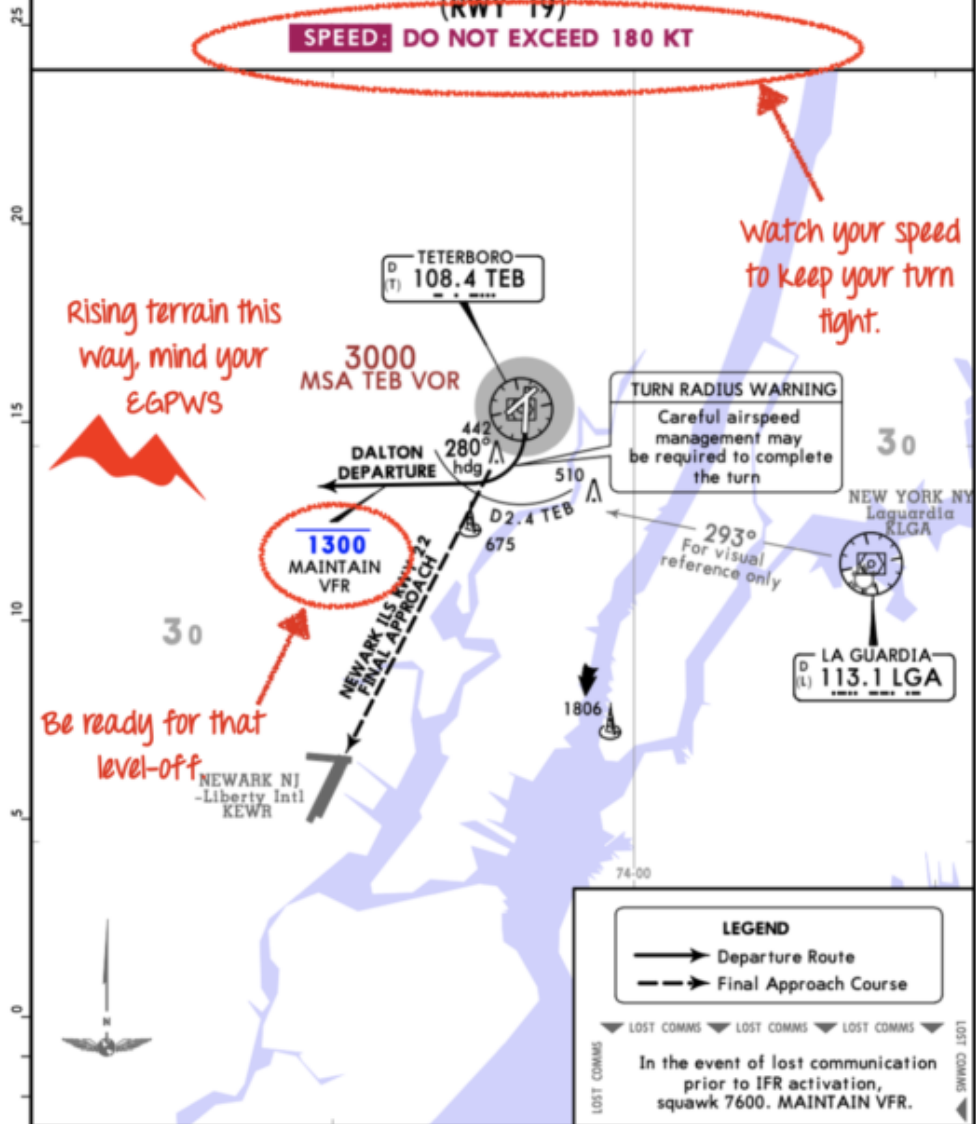 (RWY 19)
SPEED: DO NOT EXCEED 180 KT
25
20
15
10
5
0
Watch your speed
to keep your turn
tight.
Rising terrain this
way, mind your
EGPWS
TETERBORO
D
(T) 108.4 TEB
3000
MSA TEB VOR
TURN RADIUS WARNING
Careful airspeed
management may
be required to complete
the turn
442
280°
hdg
DALTON
DEPARTURE
510
D2.4 TEB
675
30
NEW YORK NY
Laguardia
KLGA
293°
For visual
reference only
1300
MAINTAIN
VFR
NEWARK ILS RWY 22
FINAL APPROACH
30
LA GUARDIA
D
(L) 113.1 LGA
1806
Be ready for that
level-off.
NEWARK NJ
-Liberty Intl
KEWR
74-00
N
LEGEND
Departure Route
Final Approach Course
LOST COMMS LOST COMMS LOST COMMS
LOST COMMS
LOST COMMS
In the event of lost communication
prior to IFR activation,
squawk 7600. MAINTAIN VFR.